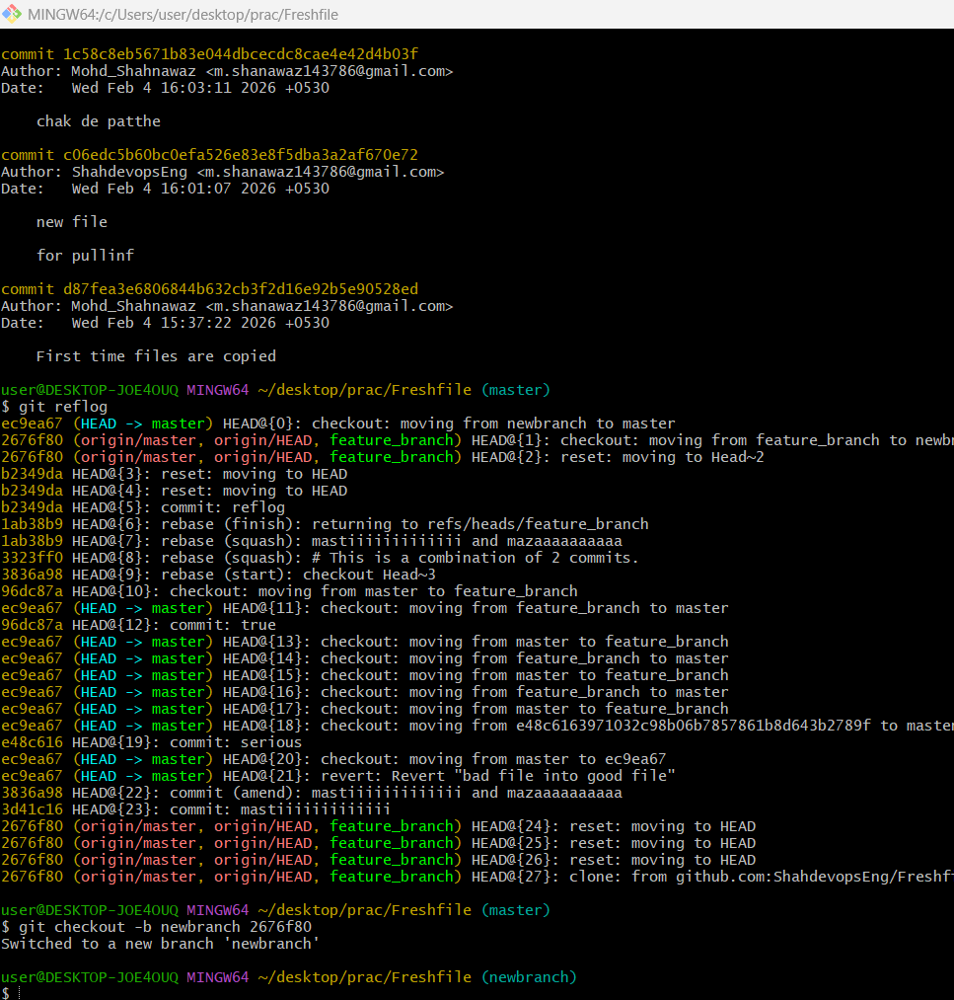 MINGW64:/c/Users/user/desktop/prac/Freshfile
commit 1c58c8eb5671b83e044dbcecdc8cae4e42d4b03f
Author: Mohd_Shahnawaz <m.shanawaz143786@gmail.com>
Date:   Wed Feb 4 16:03:11 2026 +0530
    chak de patthe
commit c06edc5b60bc0efa526e83e8f5dba3a2af670e72
Author: ShahdevopsEng <m.shanawaz143786@gmail.com>
Date:   Wed Feb 4 16:01:07 2026 +0530
    new file
    for pullinf
commit d87fea3e6806844b632cb3f2d16e92b5e90528ed
Author: Mohd_Shahnawaz <m.shanawaz143786@gmail.com>
Date:   Wed Feb 4 15:37:22 2026 +0530
    First time files are copied
user@DESKTOP-JOE4OUQ MINGW64 ~/desktop/prac/Freshfile (master)
$ git reflog
ec9ea67 (HEAD -> master) HEAD@{0}: checkout: moving from newbranch to master
2676f80 (origin/master, origin/HEAD, feature_branch) HEAD@{1}: checkout: moving from feature_branch to newb
2676f80 (origin/master, origin/HEAD, feature_branch) HEAD@{2}: reset: moving to Head~2
b2349da HEAD@{3}: reset: moving to HEAD
b2349da HEAD@{4}: reset: moving to HEAD
b2349da HEAD@{5}: commit: reflog
1ab38b9 HEAD@{6}: rebase (finish): returning to refs/heads/feature_branch
1ab38b9 HEAD@{7}: rebase (squash): mastiiiiiiiiiiiii and mazaaaaaaaaaa
3323ff0 HEAD@{8}: rebase (squash): # This is a combination of 2 commits.
3836a98 HEAD@{9}: rebase (start): checkout Head~3
96dc87a HEAD@{10}: checkout: moving from master to feature_branch
ec9ea67 (HEAD -> master) HEAD@{11}: checkout: moving from feature_branch to master
96dc87a HEAD@{12}: commit: true
ec9ea67 (HEAD -> master) HEAD@{13}: checkout: moving from master to feature_branch
ec9ea67 (HEAD -> master) HEAD@{14}: checkout: moving from feature_branch to master
ec9ea67 (HEAD -> master) HEAD@{15}: checkout: moving from master to feature_branch
ec9ea67 (HEAD -> master) HEAD@{16}: checkout: moving from feature_branch to master
ec9ea67 (HEAD -> master) HEAD@{17}: checkout: moving from master to feature_branch
ec9ea67 (HEAD -> master) HEAD@{18}: checkout: moving from e48c6163971032c98b06b7857861b8d643b2789f to maste
e48c616 HEAD@{19}: commit: serious
ec9ea67 (HEAD -> master) HEAD@{20}: checkout: moving from master to ec9ea67
ec9ea67 (HEAD -> master) HEAD@{21}: revert: Revert "bad file into good file"
3836a98 HEAD@{22}: commit (amend): mastiiiiiiiiiiiii and mazaaaaaaaaaa
3d41c16 HEAD@{23}: commit: mastiiiiiiiiiiiii
2676f80 (origin/master, origin/HEAD, feature_branch) HEAD@{24}: reset: moving to HEAD
2676f80 (origin/master, origin/HEAD, feature_branch) HEAD@{25}: reset: moving to HEAD
2676f80 (origin/master, origin/HEAD, feature_branch) HEAD@{26}: reset: moving to HEAD
2676f80 (origin/master, origin/HEAD, feature_branch) HEAD@{27}: clone: from github.com:ShahdevopsEng/Freshf
user@DESKTOP-JOE4OUQ MINGW64 ~/desktop/prac/Freshfile (master)
$ git checkout -b newbranch 2676f80
Switched to a new branch 'newbranch'
user@DESKTOP-JOE4OUQ MINGW64 ~/desktop/prac/Freshfile (newbranch)
$